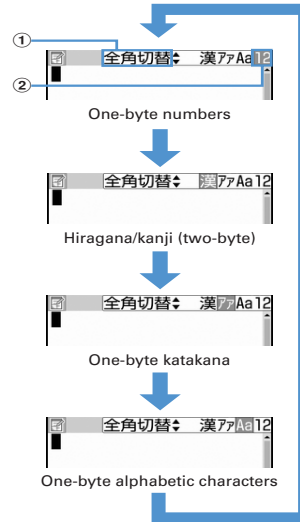 ①
全角切替 漢アァAa12
②
One-byte numbers
全角切替 漢アァAa12
Hiragana/kanji (two-byte)
全角切替 漢アァAa12
One-byte katakana
全角切替 漢アァAa12
One-byte alphabetic characters